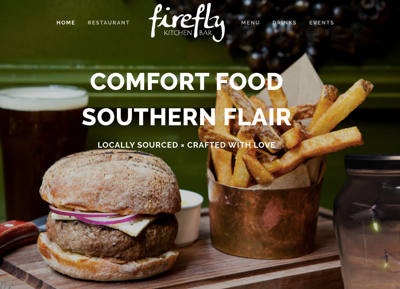 HOME RESTAURANT firefly MENU DRINKS EVENTS
KITCHEN BAR
COMFORT FOOD
SOUTHERN FLAIR
LOCALLY SOURCED × CRAFTED WITH LOVE